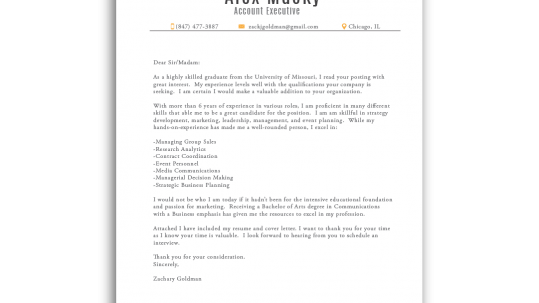 Account Executive
(847) 477-3887 zackjgoldman@gmail.com Chicago, IL
Dear Sir/Madam:
As a highly skilled graduate from the University of Missouri, I read your posting with
great interest. My experience levels well with the qualifications your company is
seeking. I am certain I would make a valuable addition to your organization.
With more than 6 years of experience in various roles, I am proficient in many different
skills that able me to be a great candidate for the position. I am am skillful in strategy
development, marketing, leadership, management, and event planning. While my
hands-on-experience has made me a well-rounded person, I excel in:
-Managing Group Sales
-Research Analytics
-Contract Coordination
-Event Personnel
-Media Communications
-Managerial Decision Making
-Strategic Business Planning
I would not be who I am today if it hadn't been for the intensive educational foundation
and passion for marketing. Receiving a Bachelor of Arts degree in Communications
with a Business emphasis has given me the resources to excel in my profession.
Attached I have included my resume and cover letter. I want to thank you for your time
as I know your time is valuable. I look forward to hearing from you to schedule an
interview.
Thank you for your consideration.
Sincerely,
Zachary Goldman